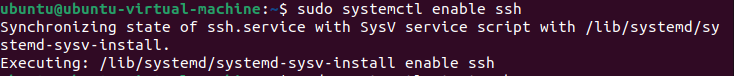 ubuntu@ubuntu-virtual-machine:~$ sudo systemctl enable ssh
Synchronizing state of ssh.service with SysV service script with /lib/systemd/sy
stemd-sysv-install.
Executing: /lib/systemd/systemd-sysv-install enable ssh